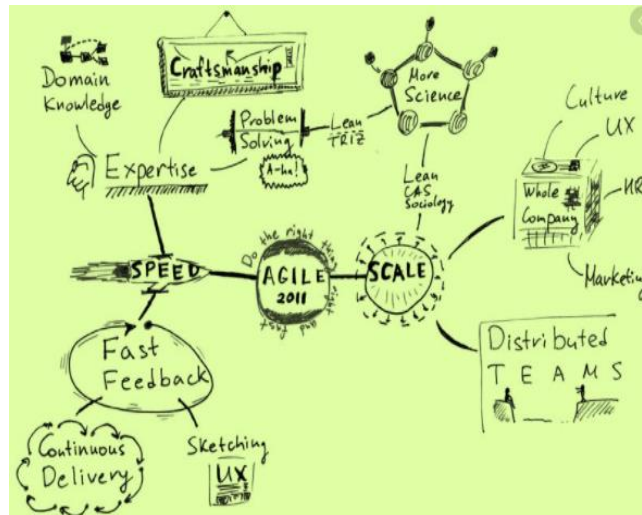 Domain
Knowledge
Craftsmanship
Problem
Solving
A-ha!
Lean
TRIZ
More
Science
Culture
UX
HR
Whole
Company
Marketing
Expertise
Lean
CAS
Sociology
SPEED
Do the right thing
right and fast
AGILE
2011
SCALE
Distributed
TEAMS
Fast
Feedback
Continuous
Delivery
Sketching
UX